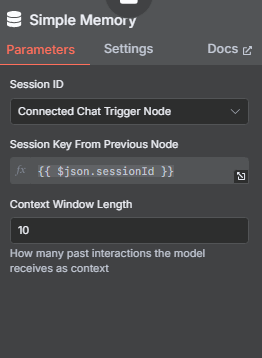 Simple Memory
Parameters Settings Docs
Session ID
Connected Chat Trigger Node
Session Key From Previous Node
fx {{ $json.sessionId }}
Context Window Length
10
How many past interactions the model
receives as context